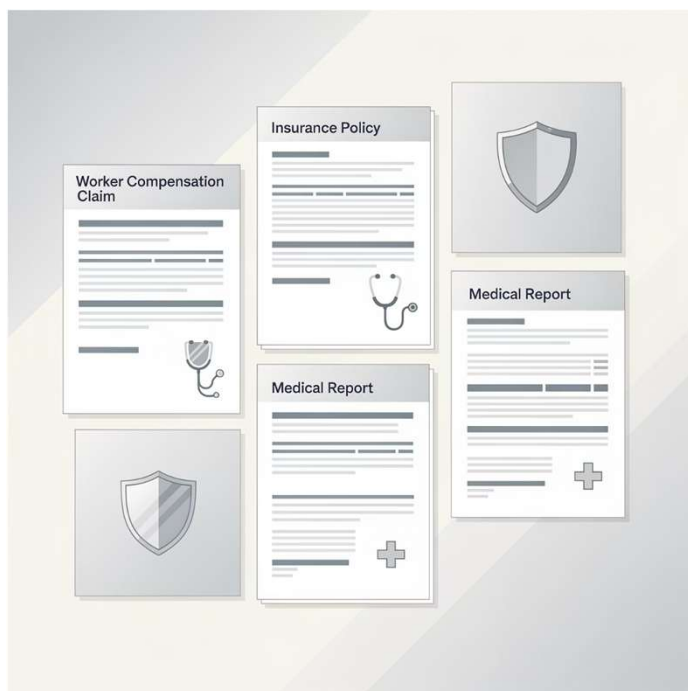 Worker Compensation
Claim
Insurance Policy
Medical Report
Medical Report